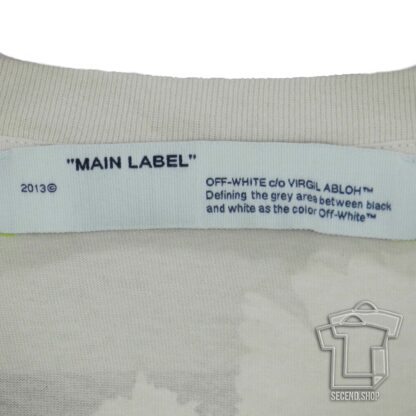 "MAIN LABEL"
2013©
OFF-WHITE c/o VIRGIL ABLOH™
Defining the grey area between black
and white as the color Off-White™
SECEND.SHOP